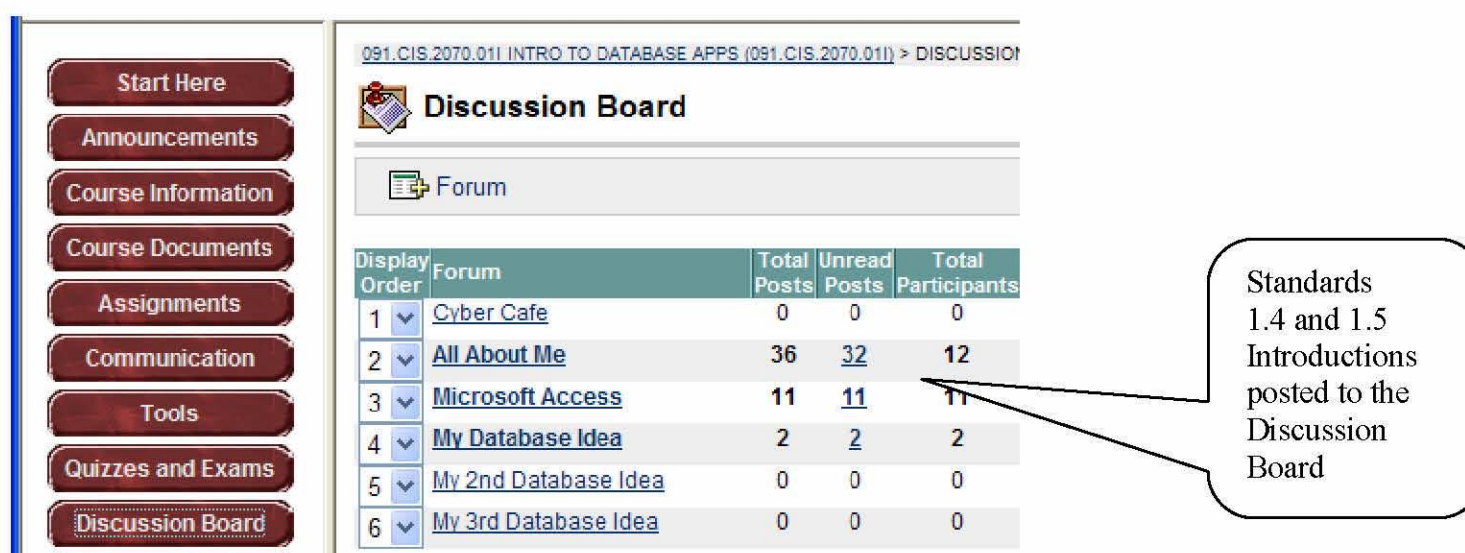 Start Here
Announcements
Course Information
Course Documents
Assignments
Communication
Tools
Quizzes and Exams
Discussion Board
091.CIS.2070.01I INTRO TO DATABASE APPS (091.CIS.2070.01I) > DISCUSSION
Discussion Board
Forum
Display Order Forum Total Posts Unread Posts Total Participants
1 Cyber Cafe 0 0 0
2 All About Me 36 32 12
3 Microsoft Access 11 11 11
4 My Database Idea 2 2 2
5 My 2nd Database Idea 0 0 0
6 My 3rd Database Idea 0 0 0
Standards
1.4 and 1.5
Introductions
posted to the
Discussion
Board